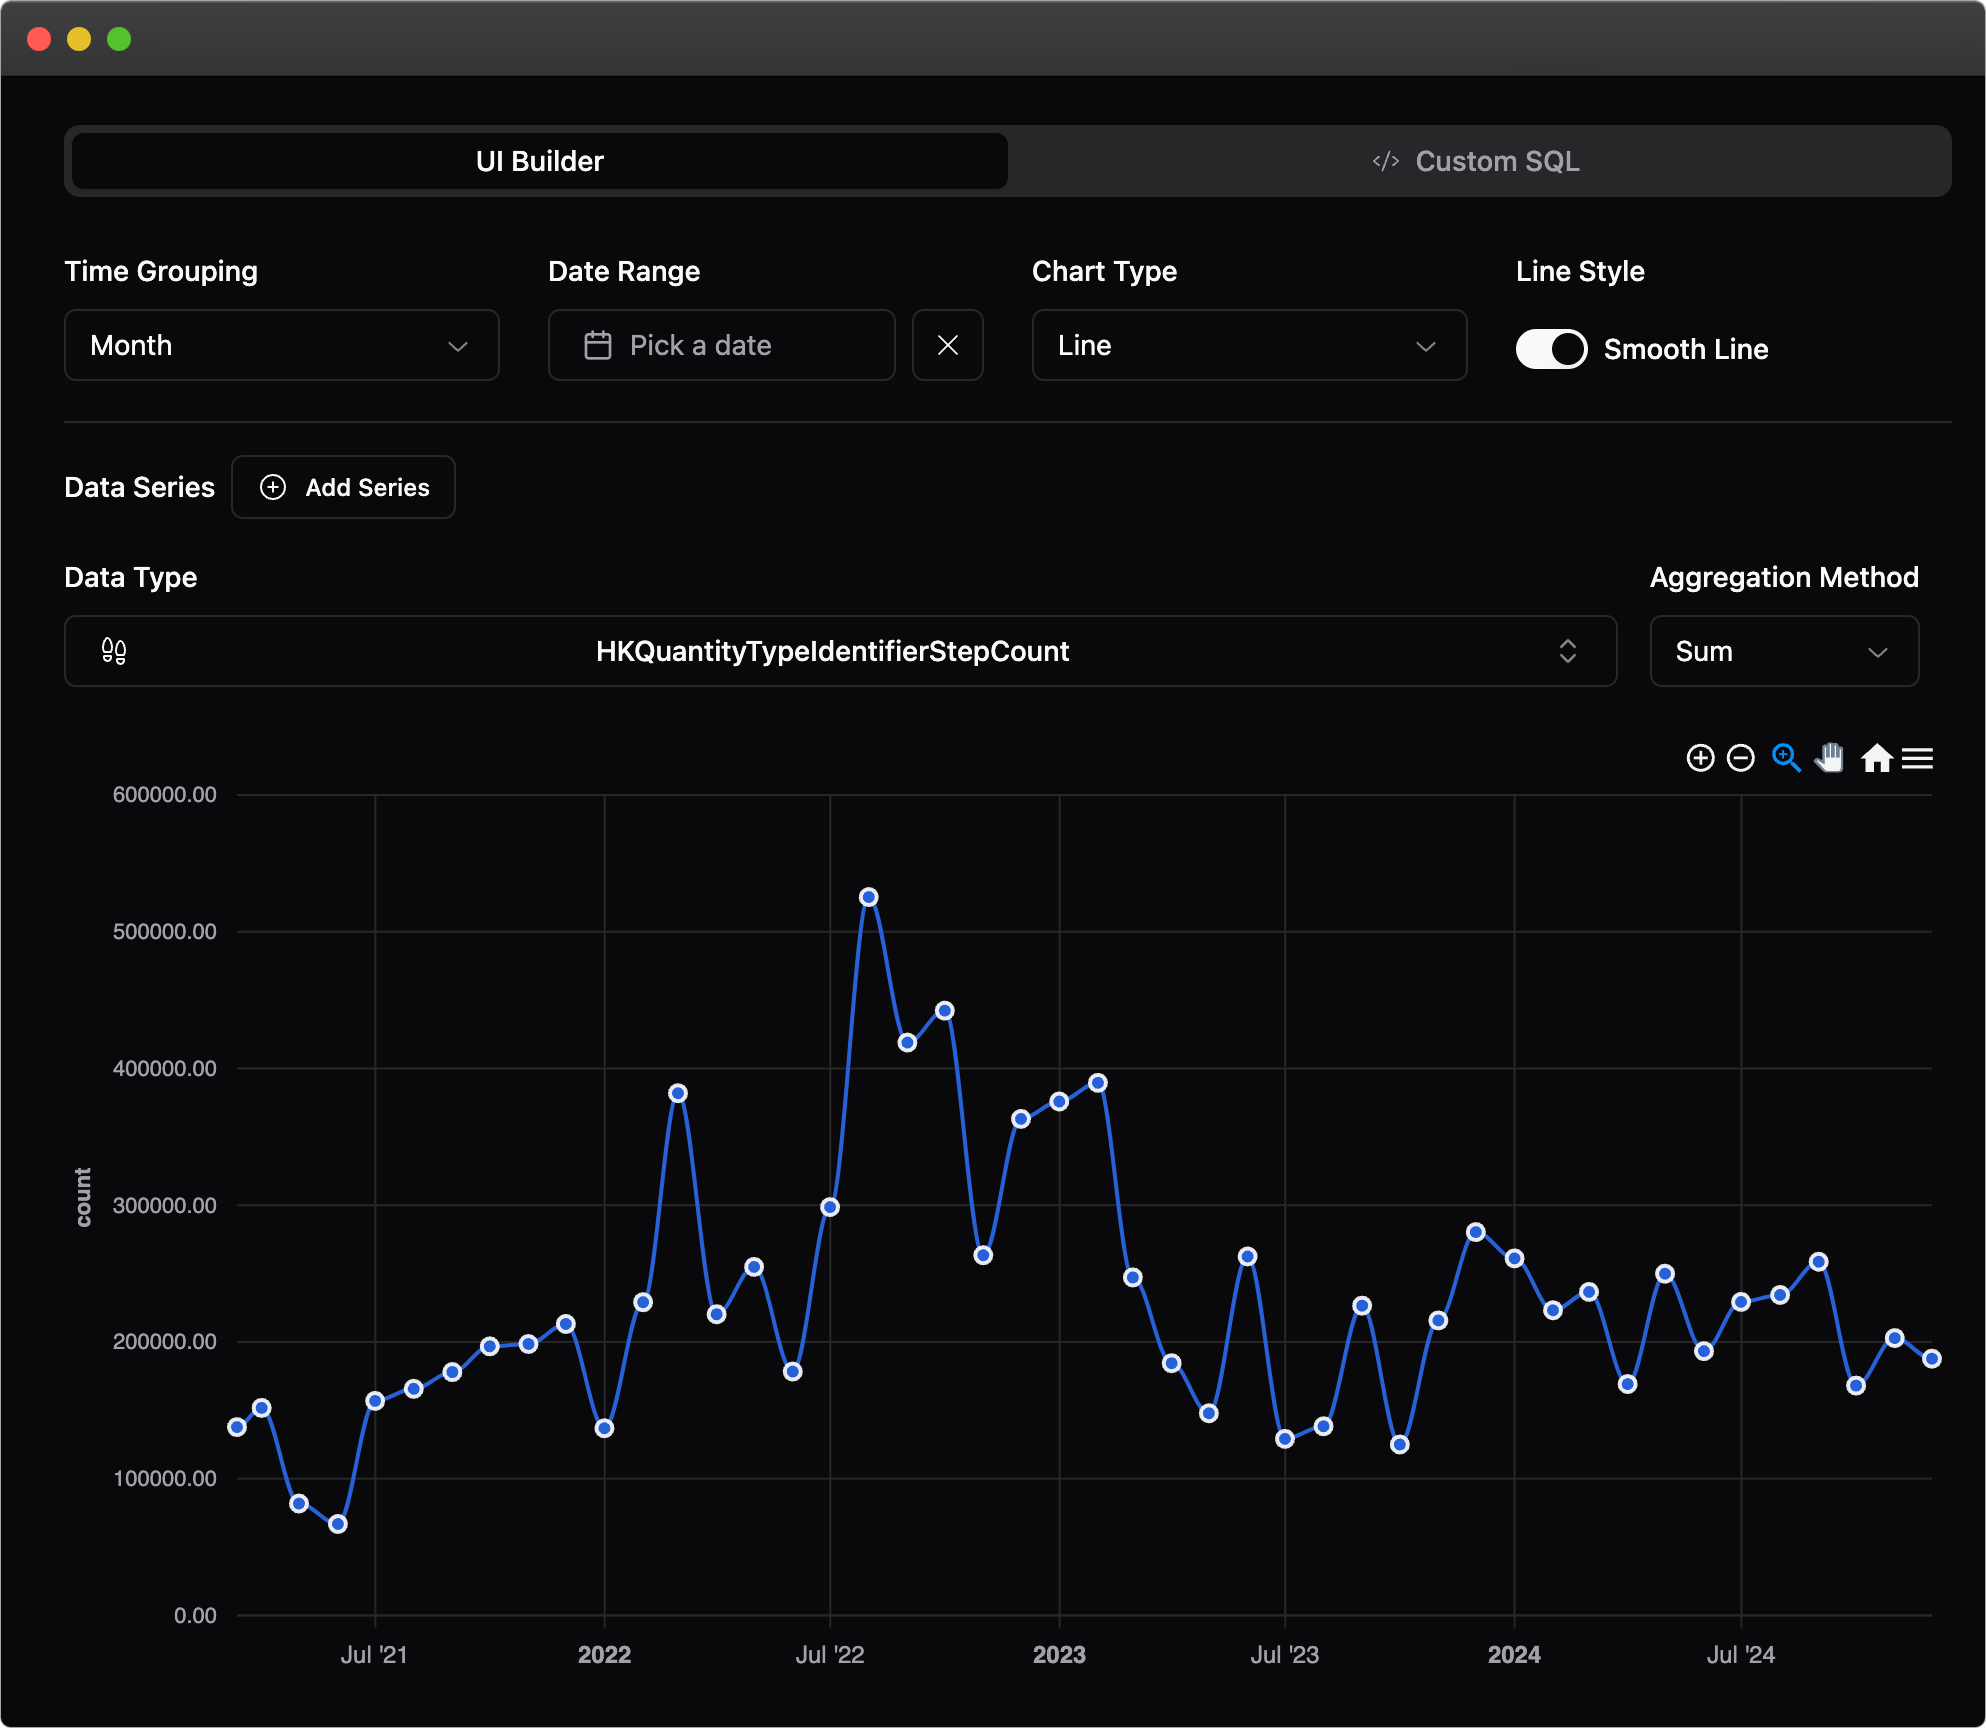 UI Builder
</> Custom SQL
Time Grouping
Date Range
Chart Type
Line Style
Month
Pick a date
Line
Smooth Line
Data Series
Add Series
Data Type
Aggregation Method
HKQuantityTypeIdentifierStepCount
Sum
600000.00
500000.00
400000.00
300000.00
200000.00
100000.00
0.00
count
Jul '21
2022
Jul '22
2023
Jul '23
2024
Jul '24